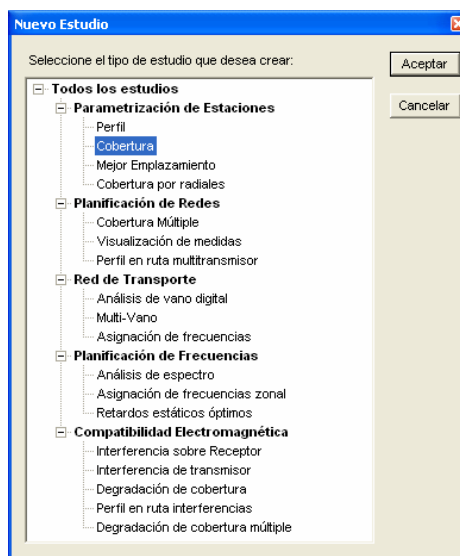 Nuevo Estudio
Seleccione el tipo de estudio que desea crear:
Aceptar
Cancelar
Todos los estudios
Parametrización de Estaciones
Perfil
Cobertura
Mejor Emplazamiento
Cobertura por radiales
Planificación de Redes
Cobertura Múltiple
Visualización de medidas
Perfil en ruta multitransmisor
Red de Transporte
Análisis de vano digital
Multi-Vano
Asignación de frecuencias
Planificación de Frecuencias
Análisis de espectro
Asignación de frecuencias zonal
Retardos estáticos óptimos
Compatibilidad Electromagnética
Interferencia sobre Receptor
Interferencia de transmisor
Degradación de cobertura
Perfil en ruta interferencias
Degradación de cobertura múltiple